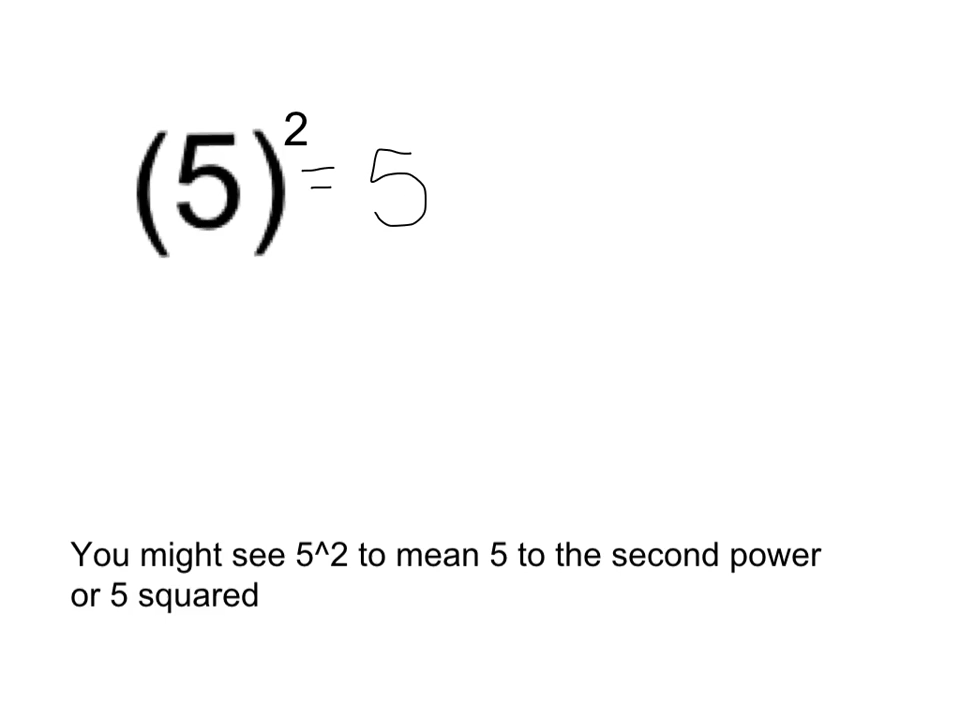 (5)²= 5
You might see 5^2 to mean 5 to the second power
or 5 squared